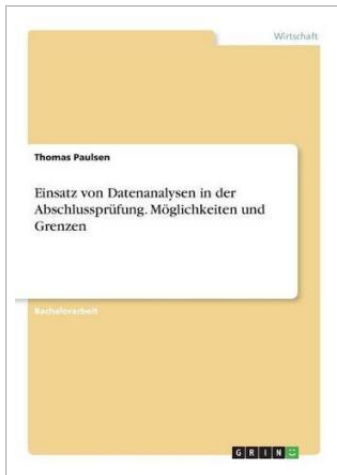 Wirtschaft
Thomas Paulsen
Einsatz von Datenanalysen in der
Abschlussprüfung. Möglichkeiten und
Grenzen
Bachelorarbeit
GRIN